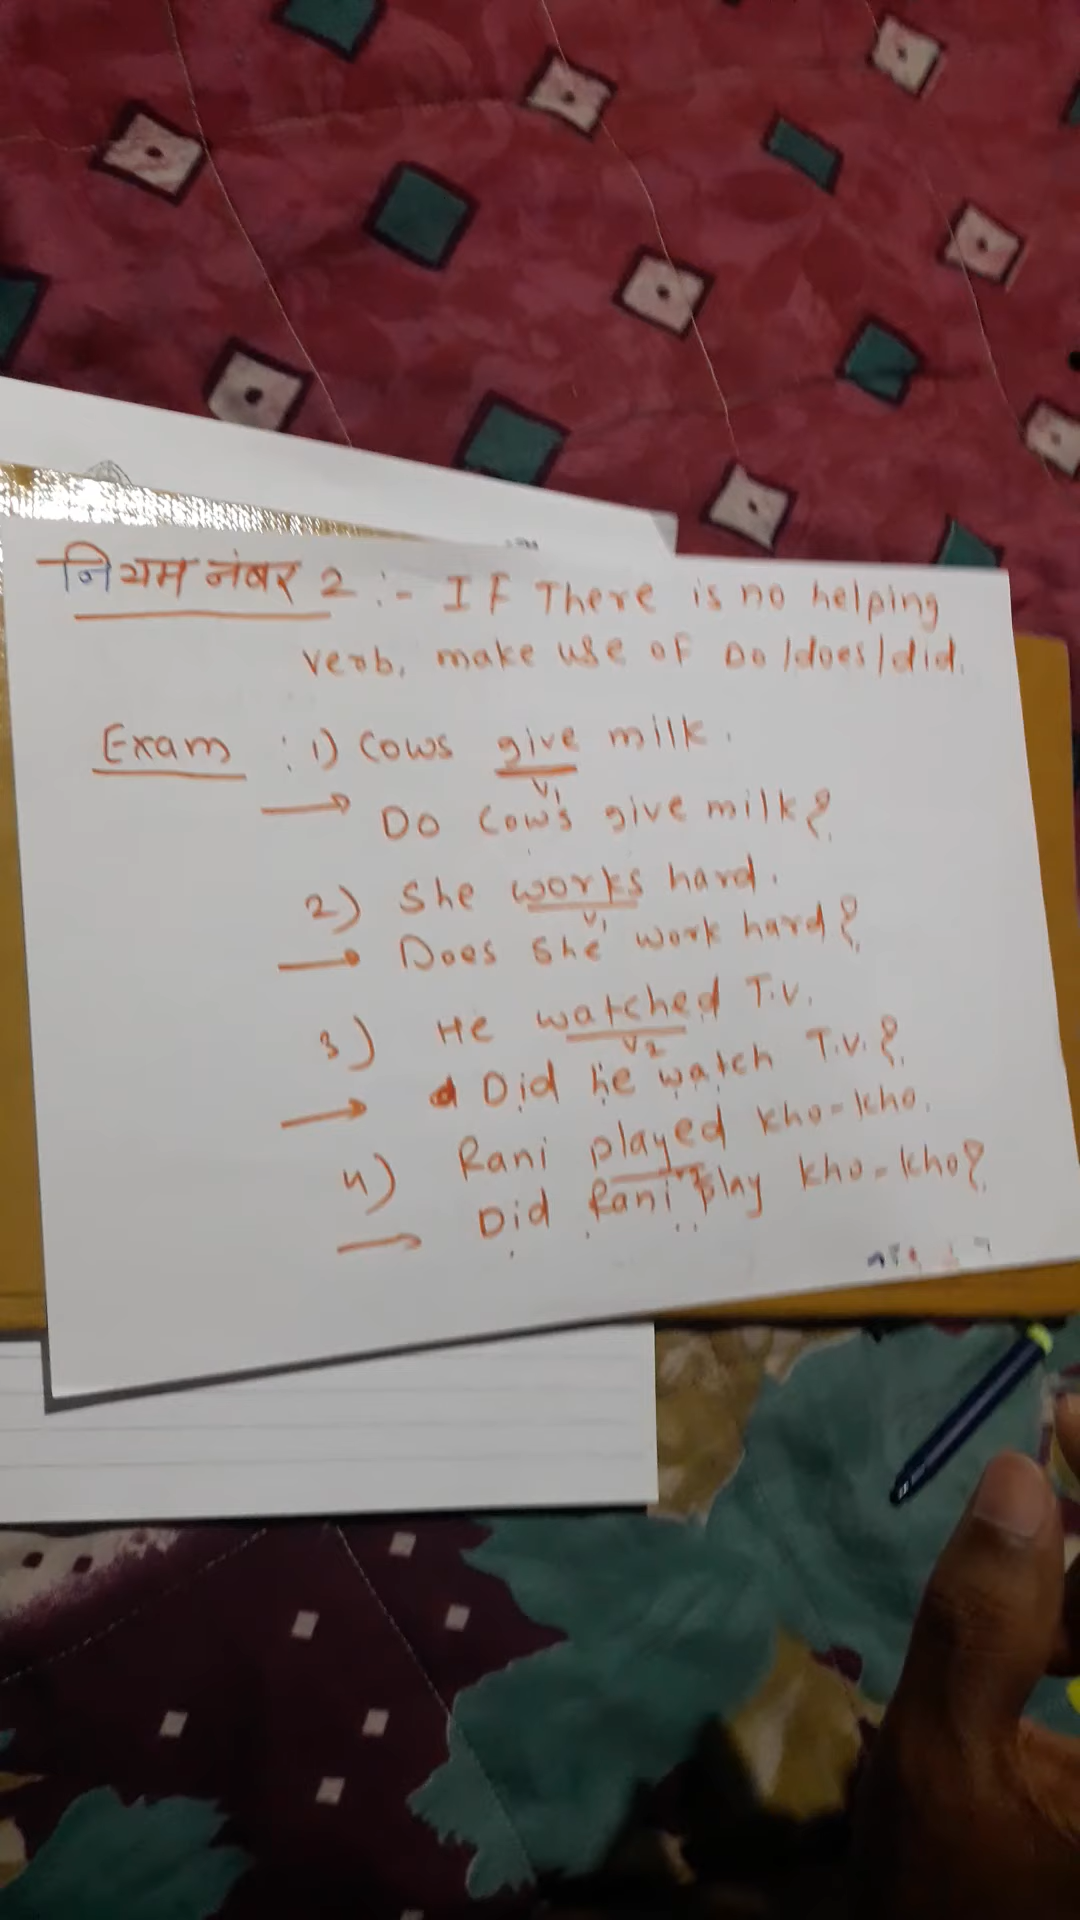 नियम नंबर 2 :- IF There is no helping
verb, make use of Do/does/did.
Exam : 1) Cows give milk.
V1
→ Do Cows give milk?
2) She works hard.
V1
→ Does She work hard?
3) He watched T.V.
V2
→ Did he watch T.V.?
4) Rani played kho-kho.
→ Did Rani play kho-kho?